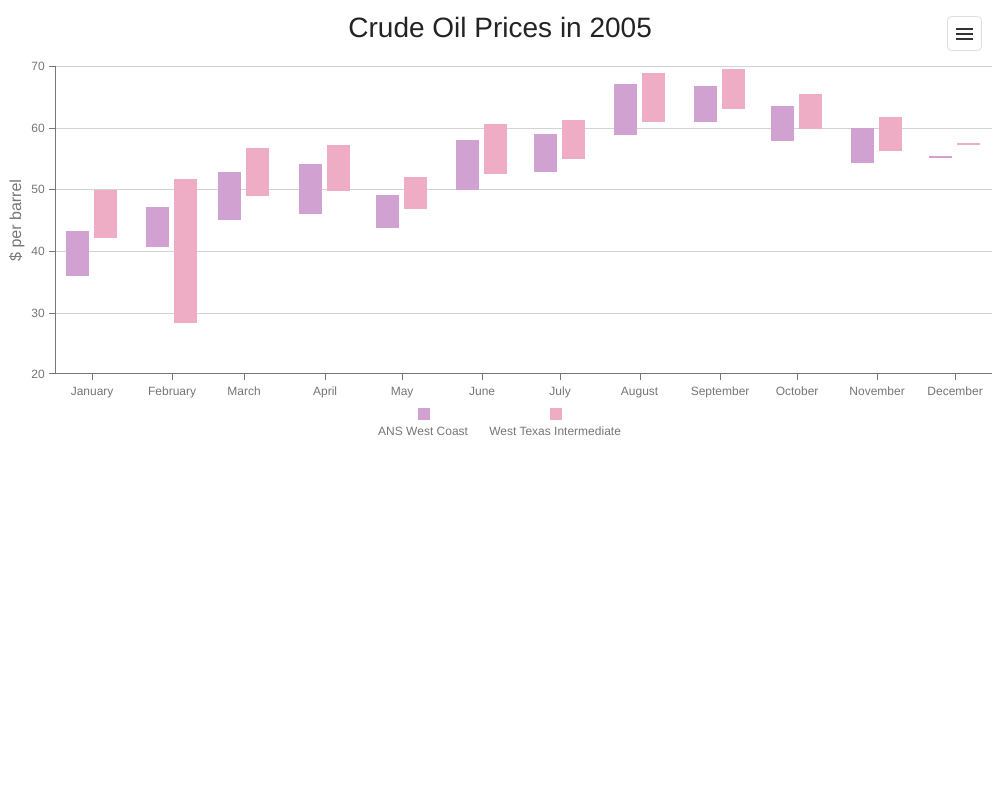 Crude Oil Prices in 2005
$ per barrel
70
60
50
40
30
20
January February March April May June July August September October November December
ANS West Coast West Texas Intermediate